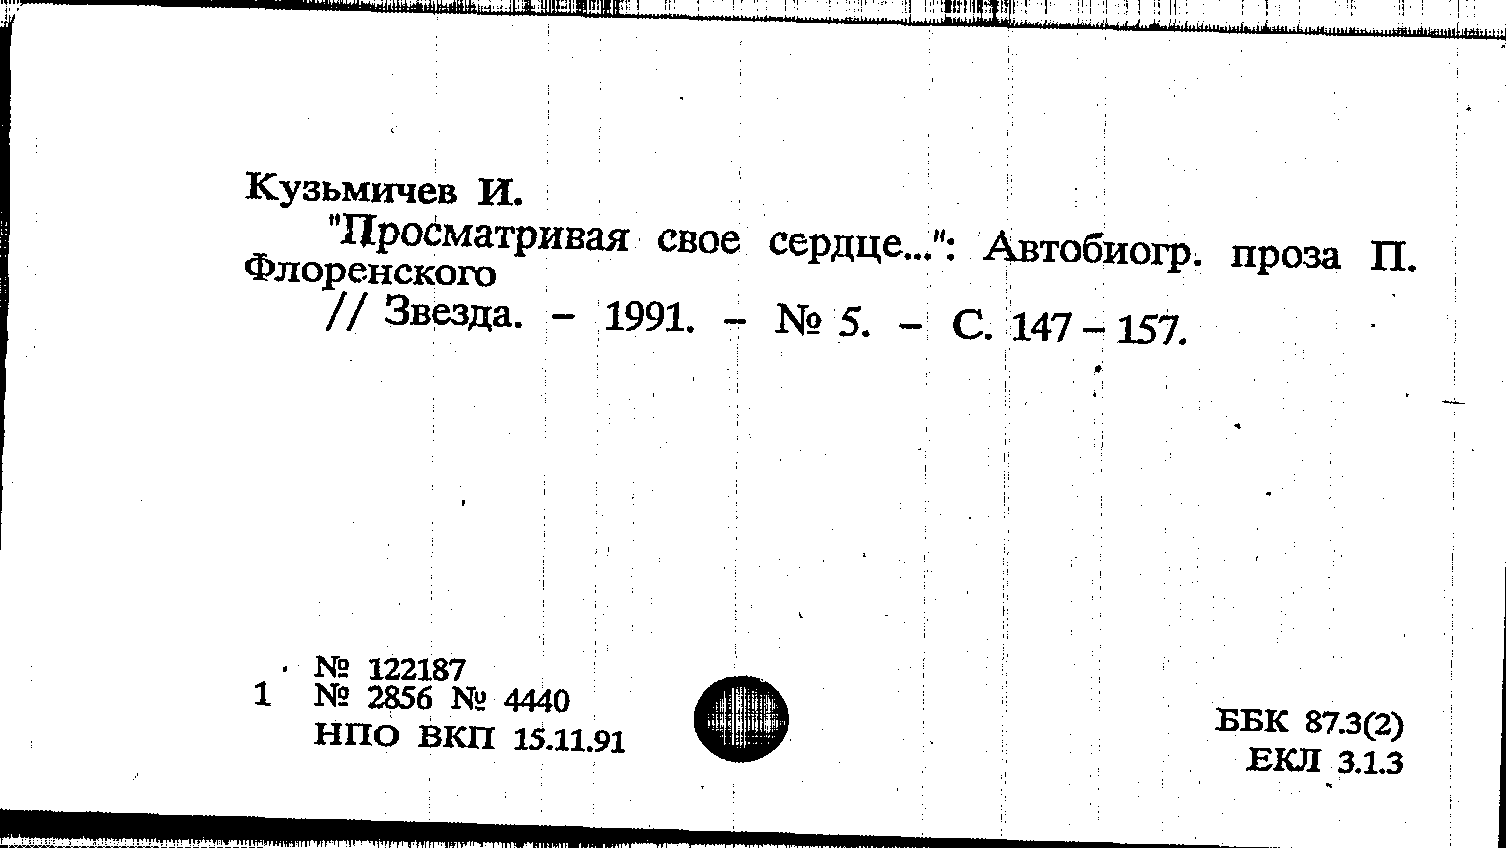 Кузьмичев И.
"Просматривая свое сердце...": Автобиогр. проза П.
Флоренского
// Звезда. – 1991. – № 5. – С. 147 – 157.
№ 122187
1 № 2856 № 4440
НПО ВКП 15.11.91
ББК 87.3(2)
ЕКЛ 3.1.3